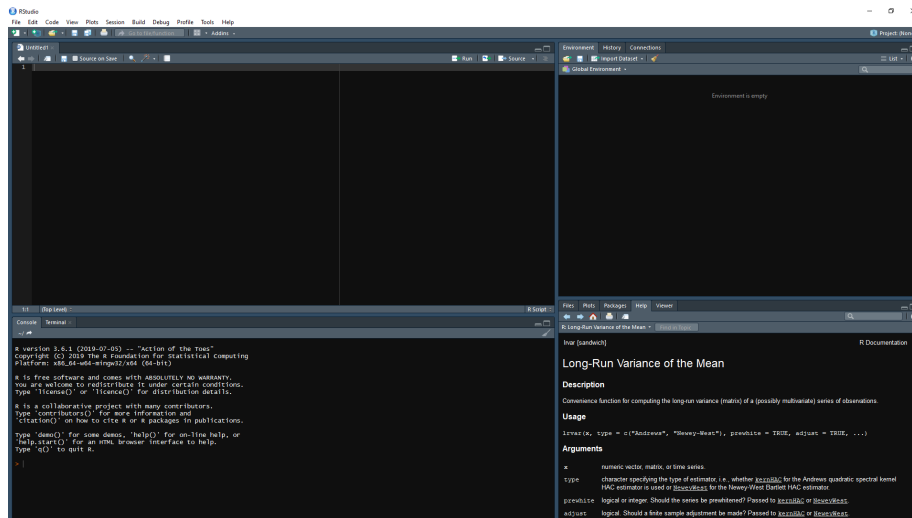 RStudio
File Edit Code View Plots Session Build Debug Profile Tools Help
Go to file/function Addins Project: (None
Untitled1
Source on Save Run Source
1
1:1 (Top Level) R Script
Console Terminal
~/
R version 3.6.1 (2019-07-05) -- "Action of the Toes"
Copyright (C) 2019 The R Foundation for Statistical Computing
Platform: x86_64-w64-mingw32/x64 (64-bit)
R is free software and comes with ABSOLUTELY NO WARRANTY.
You are welcome to redistribute it under certain conditions.
Type 'license()' or 'licence()' for distribution details.
R is a collaborative project with many contributors.
Type 'contributors()' for more information and
'citation()' on how to cite R or R packages in publications.
Type 'demo()' for some demos, 'help()' for on-line help, or
'help.start()' for an HTML browser interface to help.
Type 'q()' to quit R.
>
Environment History Connections
Import Dataset List
Global Environment
Environment is empty
Files Plots Packages Help Viewer
R: Long-Run Variance of the Mean Find in Topic
lrvar {sandwich} R Documentation
Long-Run Variance of the Mean
Description
Convenience function for computing the long-run variance (matrix) of a (possibly multivariate) series of observations.
Usage
lrvar(x, type = c("Andrews", "Newey-West"), prewhite = TRUE, adjust = TRUE, ...)
Arguments
x numeric vector, matrix, or time series.
type character specifying the type of estimator, i.e., whether kernHAC for the Andrews quadratic spectral kernel
HAC estimator is used or NeweyWest for the Newey-West Bartlett HAC estimator.
prewhite logical or integer. Should the series be prewhitened? Passed to kernHAC or NeweyWest.
adjust logical. Should a finite sample adjustment be made? Passed to kernHAC or NeweyWest.